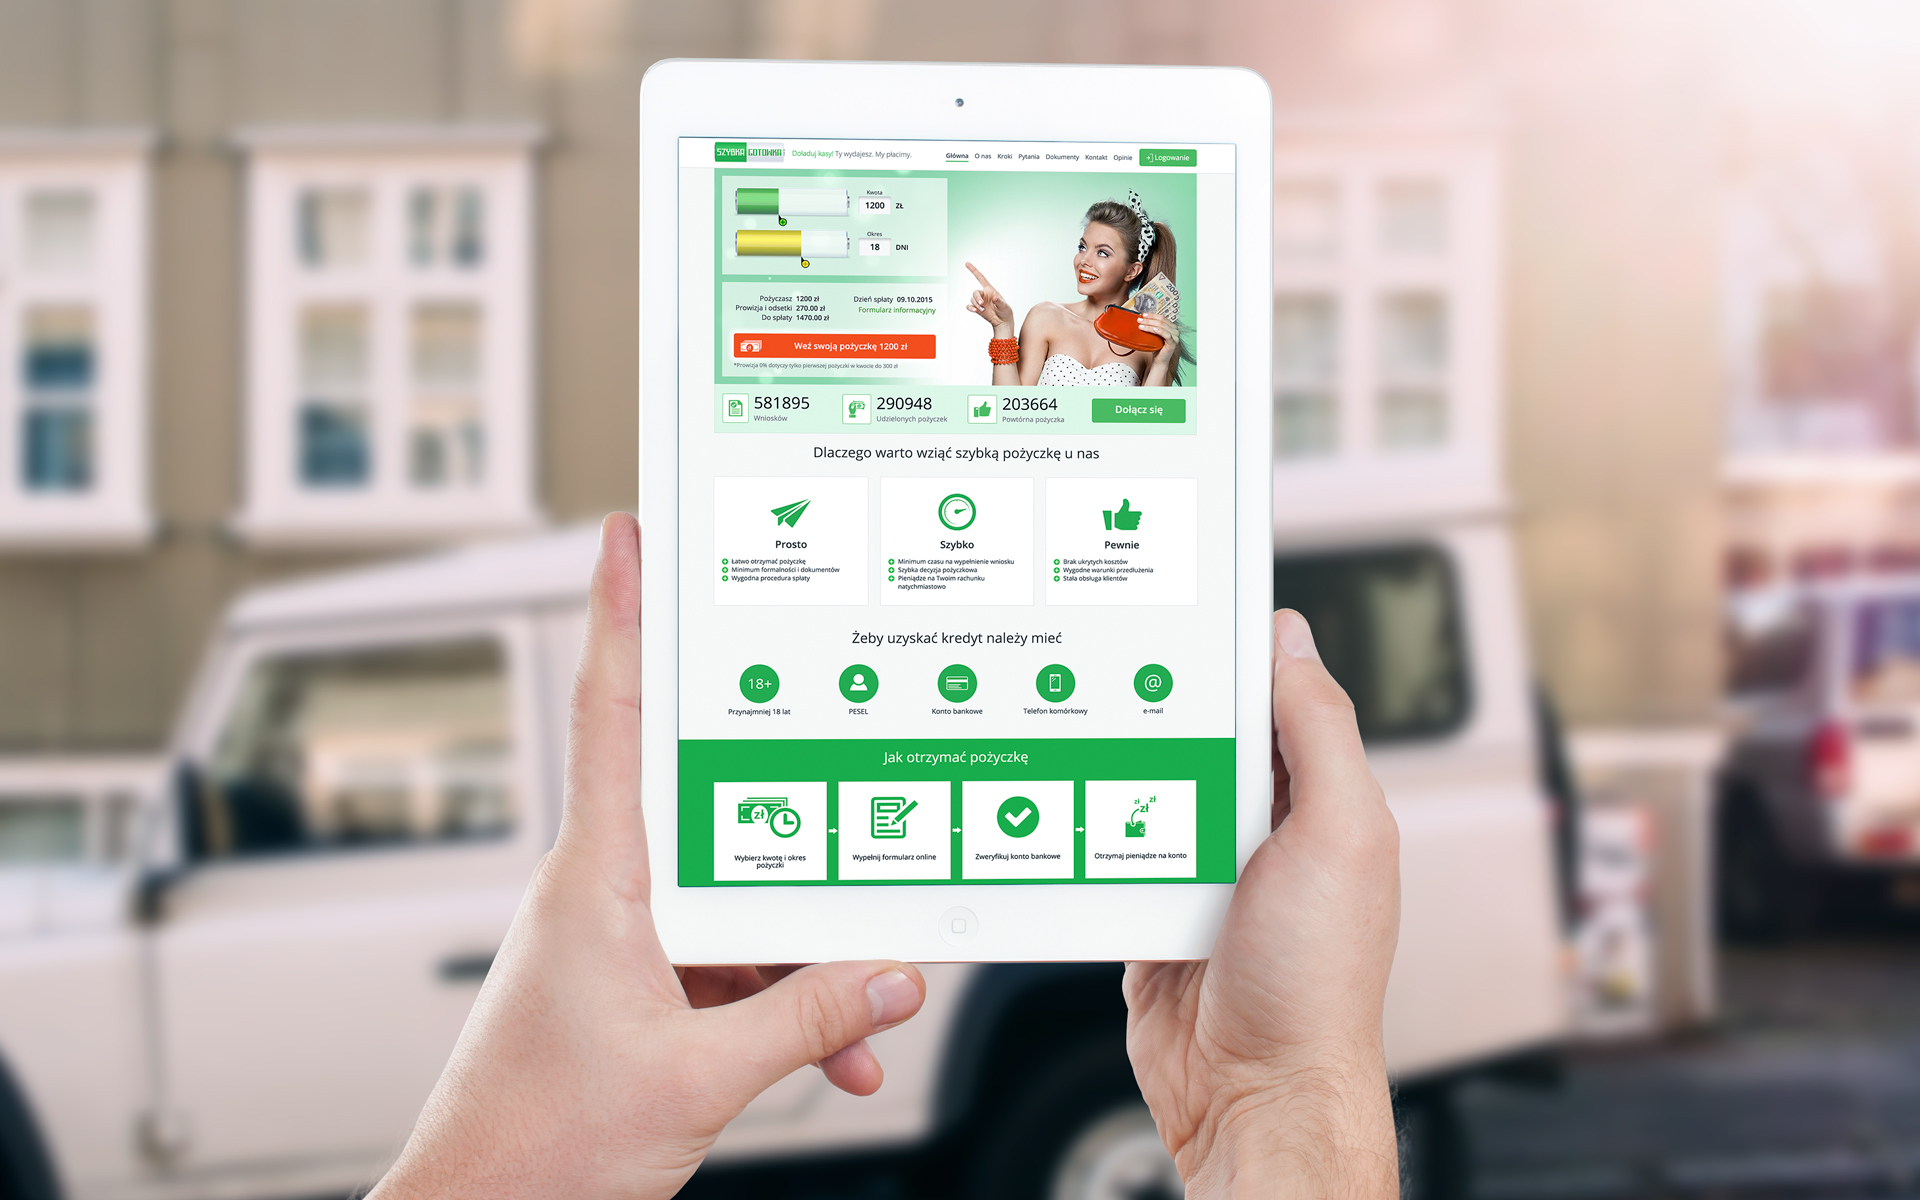 SZYBKA GOTOWKA
Doładuj kasy! Ty wydajesz. My płacimy.
Główna O nas Kroki Pytania Dokumenty Kontakt Opinie Logowanie
Kwota
1200 ZŁ
Okres
18 DNI
Pożyczasz 1200 zł
Prowizja i odsetki 270.00 zł
Do spłaty 1470.00 zł
Dzień spłaty 09.10.2015
Formularz informacyjny
Weź swoją pożyczkę 1200 zł
*Prowizja 0% dotyczy tylko pierwszej pożyczki w kwocie do 300 zł
200
581895
Wniosków
290948
Udzielonych pożyczek
203664
Powtórna pożyczka
Dołącz się
Dlaczego warto wziąć szybką pożyczkę u nas
Prosto
Łatwo otrzymać pożyczkę
Minimum formalności i dokumentów
Wygodna procedura spłaty
Szybko
Minimum czasu na wypełnienie wniosku
Szybka decyzja pożyczkowa
Pieniądze na Twoim rachunku
natychmiastowo
Pewnie
Brak ukrytych kosztów
Wygodne warunki przedłużenia
Stała obsługa klientów
Żeby uzyskać kredyt należy mieć
18+
Przynajmniej 18 lat
PESEL
Konto bankowe
Telefon komórkowy
@
e-mail
Jak otrzymać pożyczkę
zł
Wybierz kwotę i okres
pożyczki
Wypełnij formularz online
Zweryfikuj konto bankowe
zł zł
zł
Otrzymaj pieniądze na konto